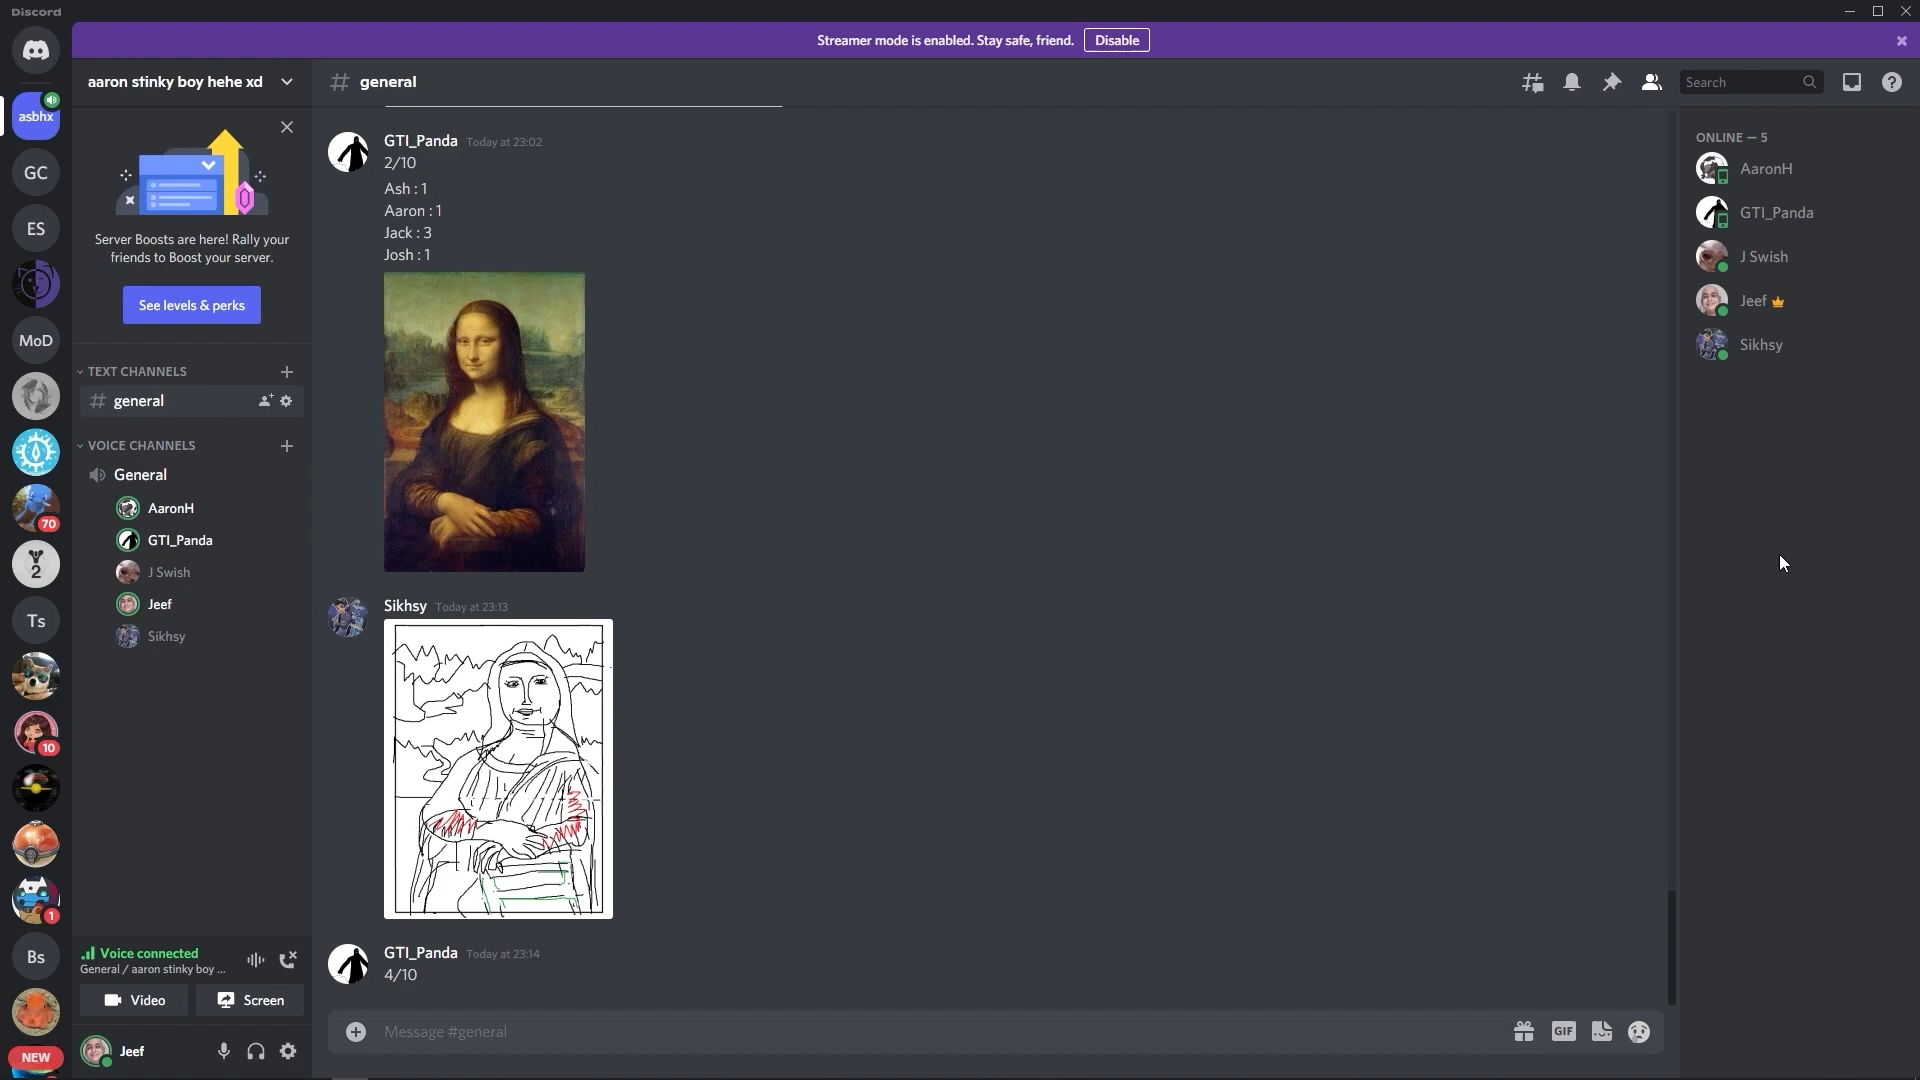 Discord
Streamer mode is enabled. Stay safe, friend.
Disable
asbhx
GC
ES
MoD
70
2
Ts
10
1
Bs
NEW
aaron stinky boy hehe xd
Server Boosts are here! Rally your
friends to Boost your server.
See levels & perks
TEXT CHANNELS
general
VOICE CHANNELS
General
AaronH
GTI_Panda
J Swish
Jeef
Sikhsy
Voice connected
General / aaron stinky boy ...
Video
Screen
Jeef
general
Search
GTI_Panda Today at 23:02
2/10
Ash : 1
Aaron : 1
Jack : 3
Josh : 1
Sikhsy Today at 23:13
GTI_Panda Today at 23:14
4/10
Message #general
GIF
ONLINE — 5
AaronH
GTI_Panda
J Swish
Jeef
Sikhsy